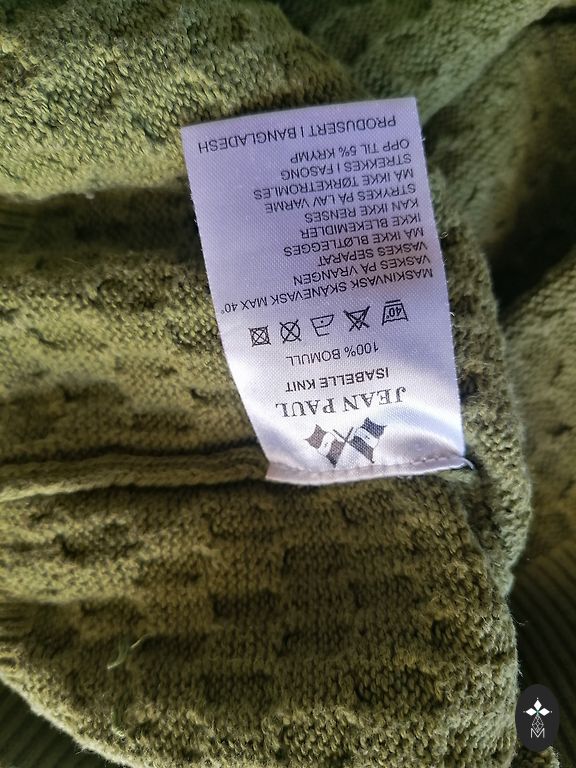 JEAN PAUL
ISABELLE KNIT
100% BOMULL
40°
MASKINVASK SKÅNEVASK MAX 40°
VASKES PÅ VRANGEN
VASKES SEPARAT
MÅ IKKE BLØTLEGGES
IKKE BLEKEMIDLER
KAN IKKE RENSES
STRYKES PÅ LAV VARME
MÅ IKKE TØRKETROMLES
STREKKES I FASONG
OPP TIL 5% KRYMP
PRODUSERT I BANGLADESH
M